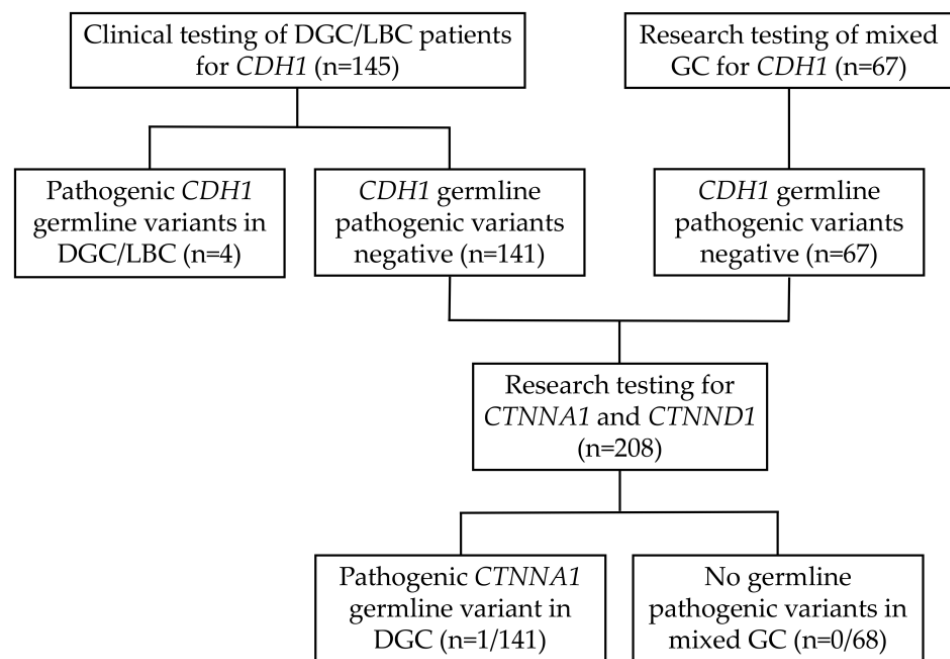 Clinical testing of DGC/LBC patients
for CDH1 (n=145)
Research testing of mixed
GC for CDH1 (n=67)
Pathogenic CDH1
germline variants in
DGC/LBC (n=4)
CDH1 germline
pathogenic variants
negative (n=141)
CDH1 germline
pathogenic variants
negative (n=67)
Research testing for
CTNNA1 and CTNND1
(n=208)
Pathogenic CTNNA1
germline variant in
DGC (n=1/141)
No germline
pathogenic variants in
mixed GC (n=0/68)